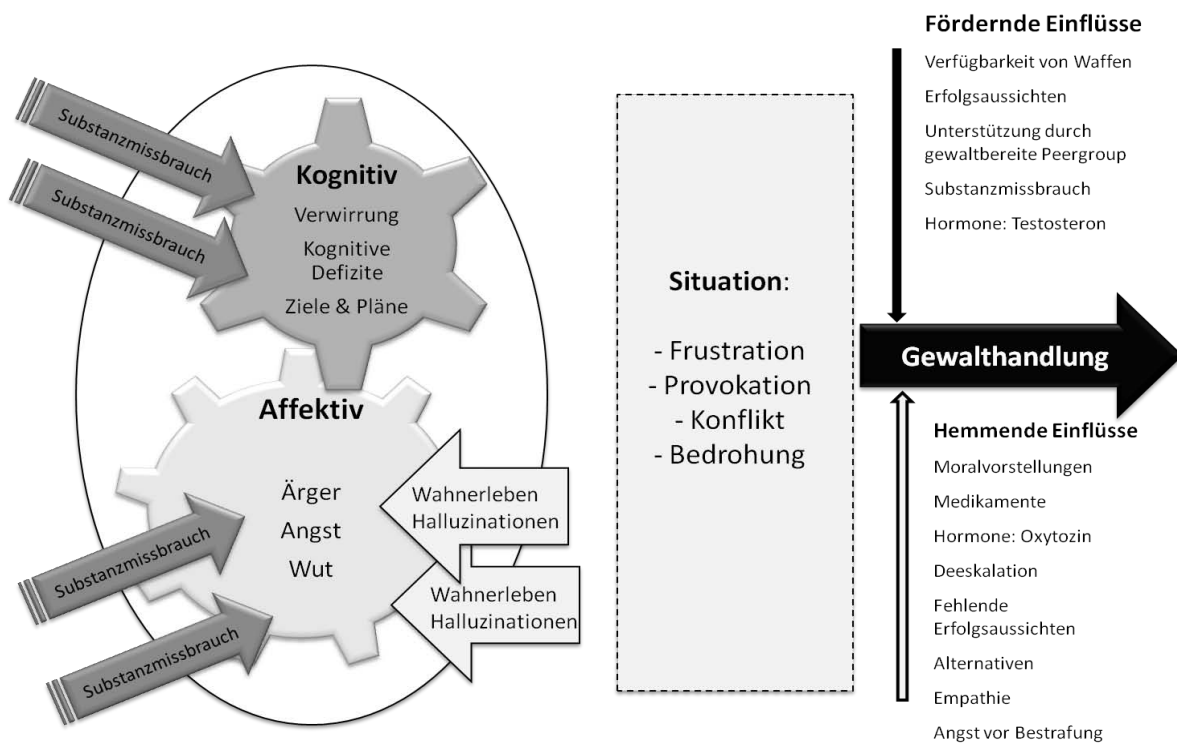 Substanzmissbrauch
Substanzmissbrauch
Kognitiv
Verwirrung
Kognitive
Defizite
Ziele & Pläne
Affektiv
Ärger
Angst
Wut
Substanzmissbrauch
Substanzmissbrauch
Wahnerleben
Halluzinationen
Wahnerleben
Halluzinationen
Situation:
- Frustration
- Provokation
- Konflikt
- Bedrohung
Fördernde Einflüsse
Verfügbarkeit von Waffen
Erfolgsaussichten
Unterstützung durch
gewaltbereite Peergroup
Substanzmissbrauch
Hormone: Testosteron
Gewalthandlung
Hemmende Einflüsse
Moralvorstellungen
Medikamente
Hormone: Oxytozin
Deeskalation
Fehlende
Erfolgsaussichten
Alternativen
Empathie
Angst vor Bestrafung